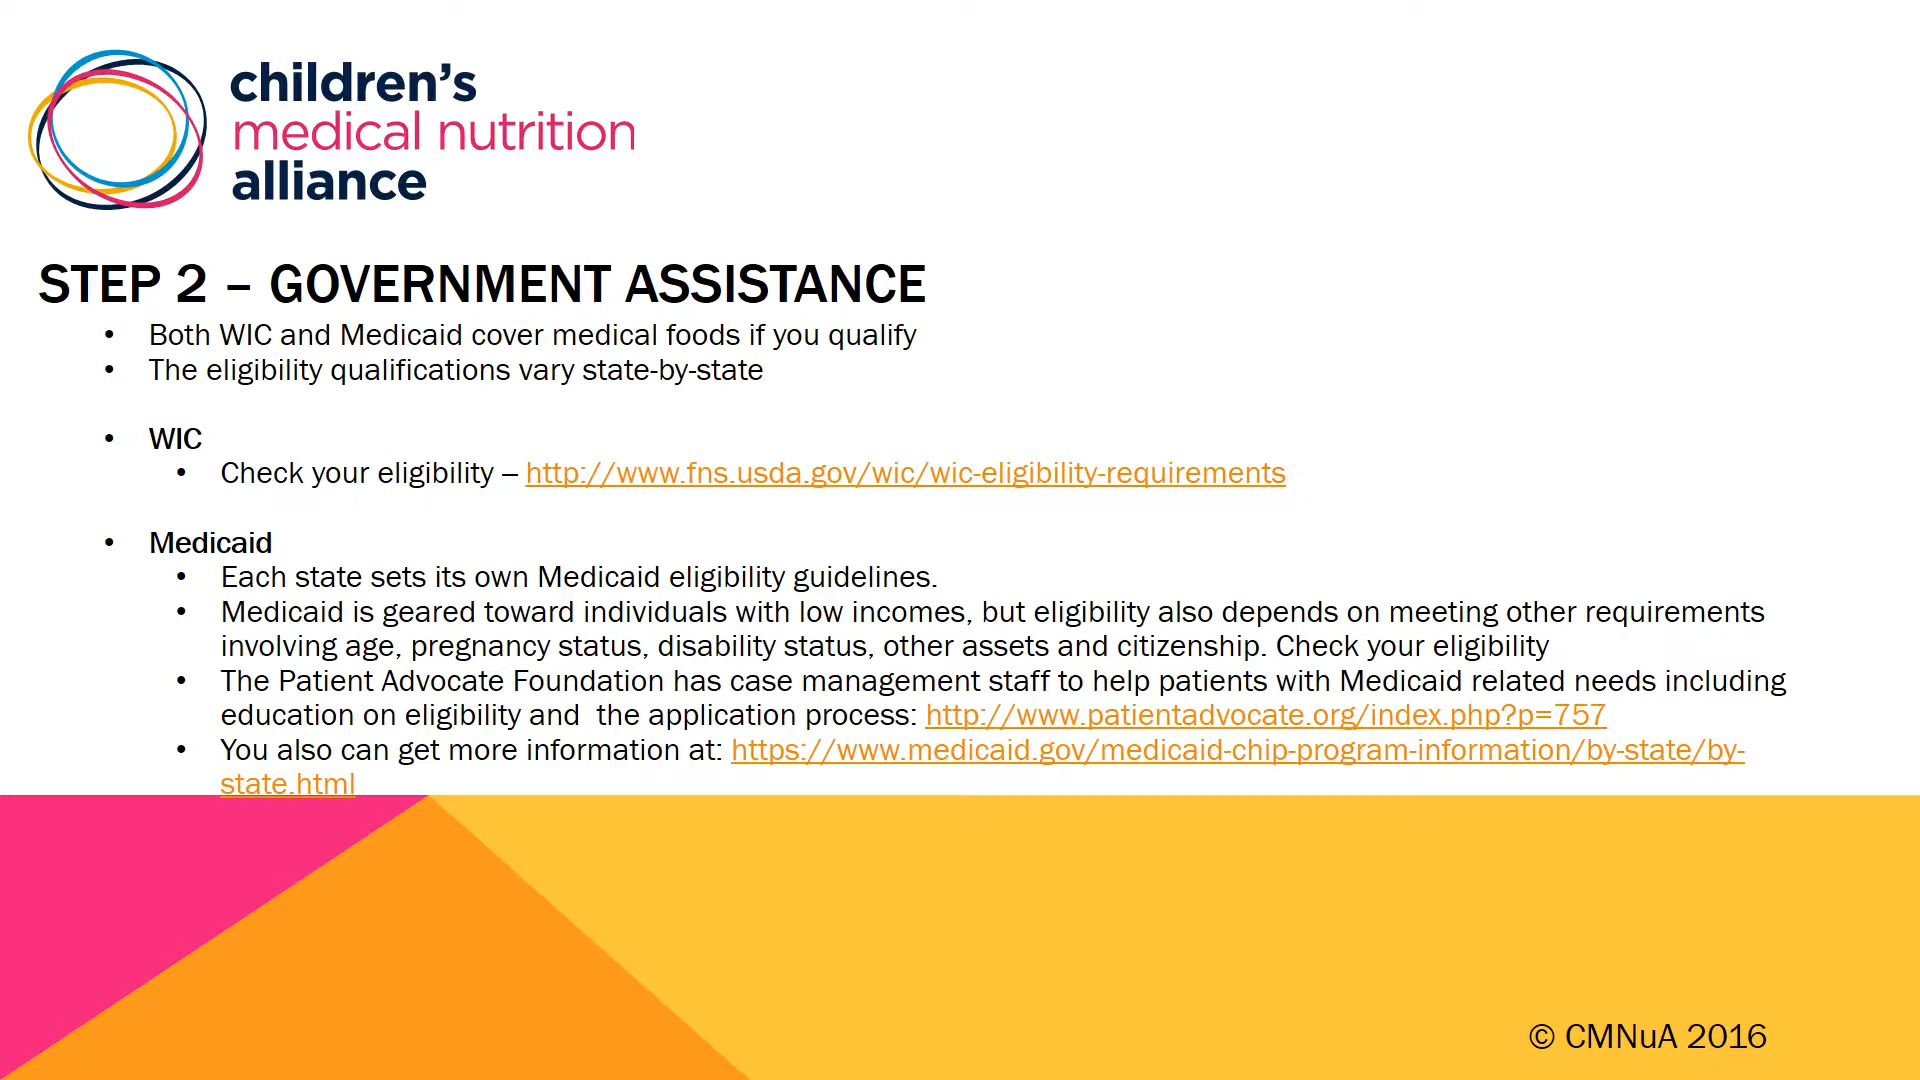 children's
medical nutrition
alliance
STEP 2 – GOVERNMENT ASSISTANCE
• Both WIC and Medicaid cover medical foods if you qualify
• The eligibility qualifications vary state-by-state
• WIC
• Check your eligibility – http://www.fns.usda.gov/wic/wic-eligibility-requirements
• Medicaid
• Each state sets its own Medicaid eligibility guidelines.
• Medicaid is geared toward individuals with low incomes, but eligibility also depends on meeting other requirements
involving age, pregnancy status, disability status, other assets and citizenship. Check your eligibility
• The Patient Advocate Foundation has case management staff to help patients with Medicaid related needs including
education on eligibility and  the application process: http://www.patientadvocate.org/index.php?p=757
• You also can get more information at: https://www.medicaid.gov/medicaid-chip-program-information/by-state/by-
state.html
© CMNuA 2016